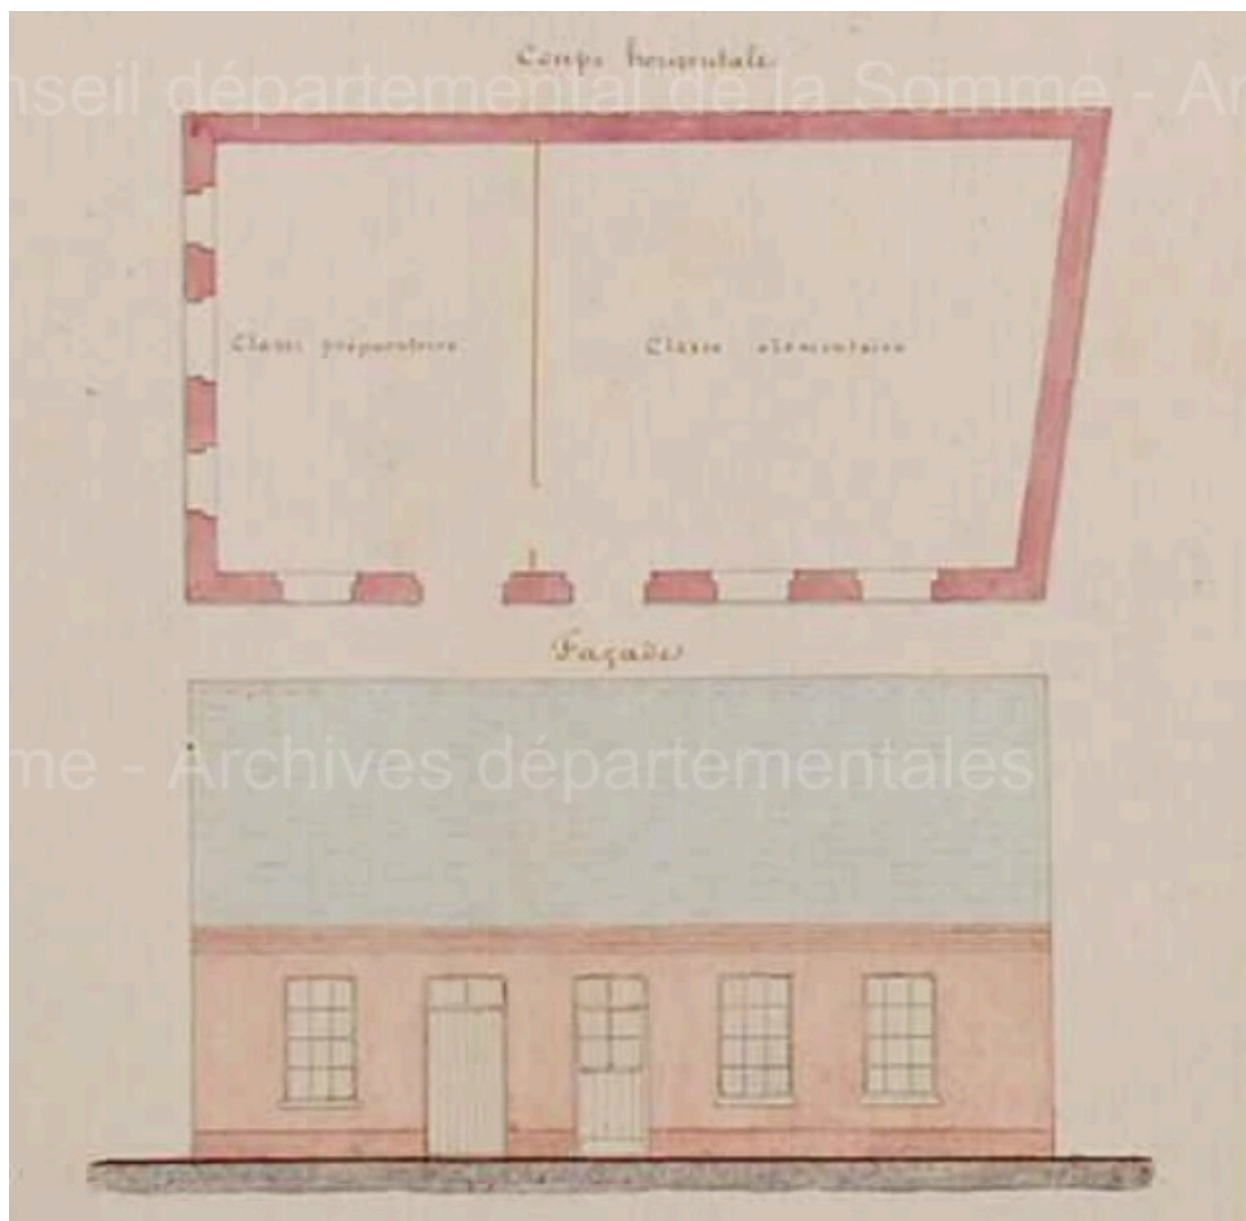 Coupe horizontale
nseil départemental de la Somme - Ar
Classe préparatoire
Classe élémentaire
Façade
me - Archives départementales